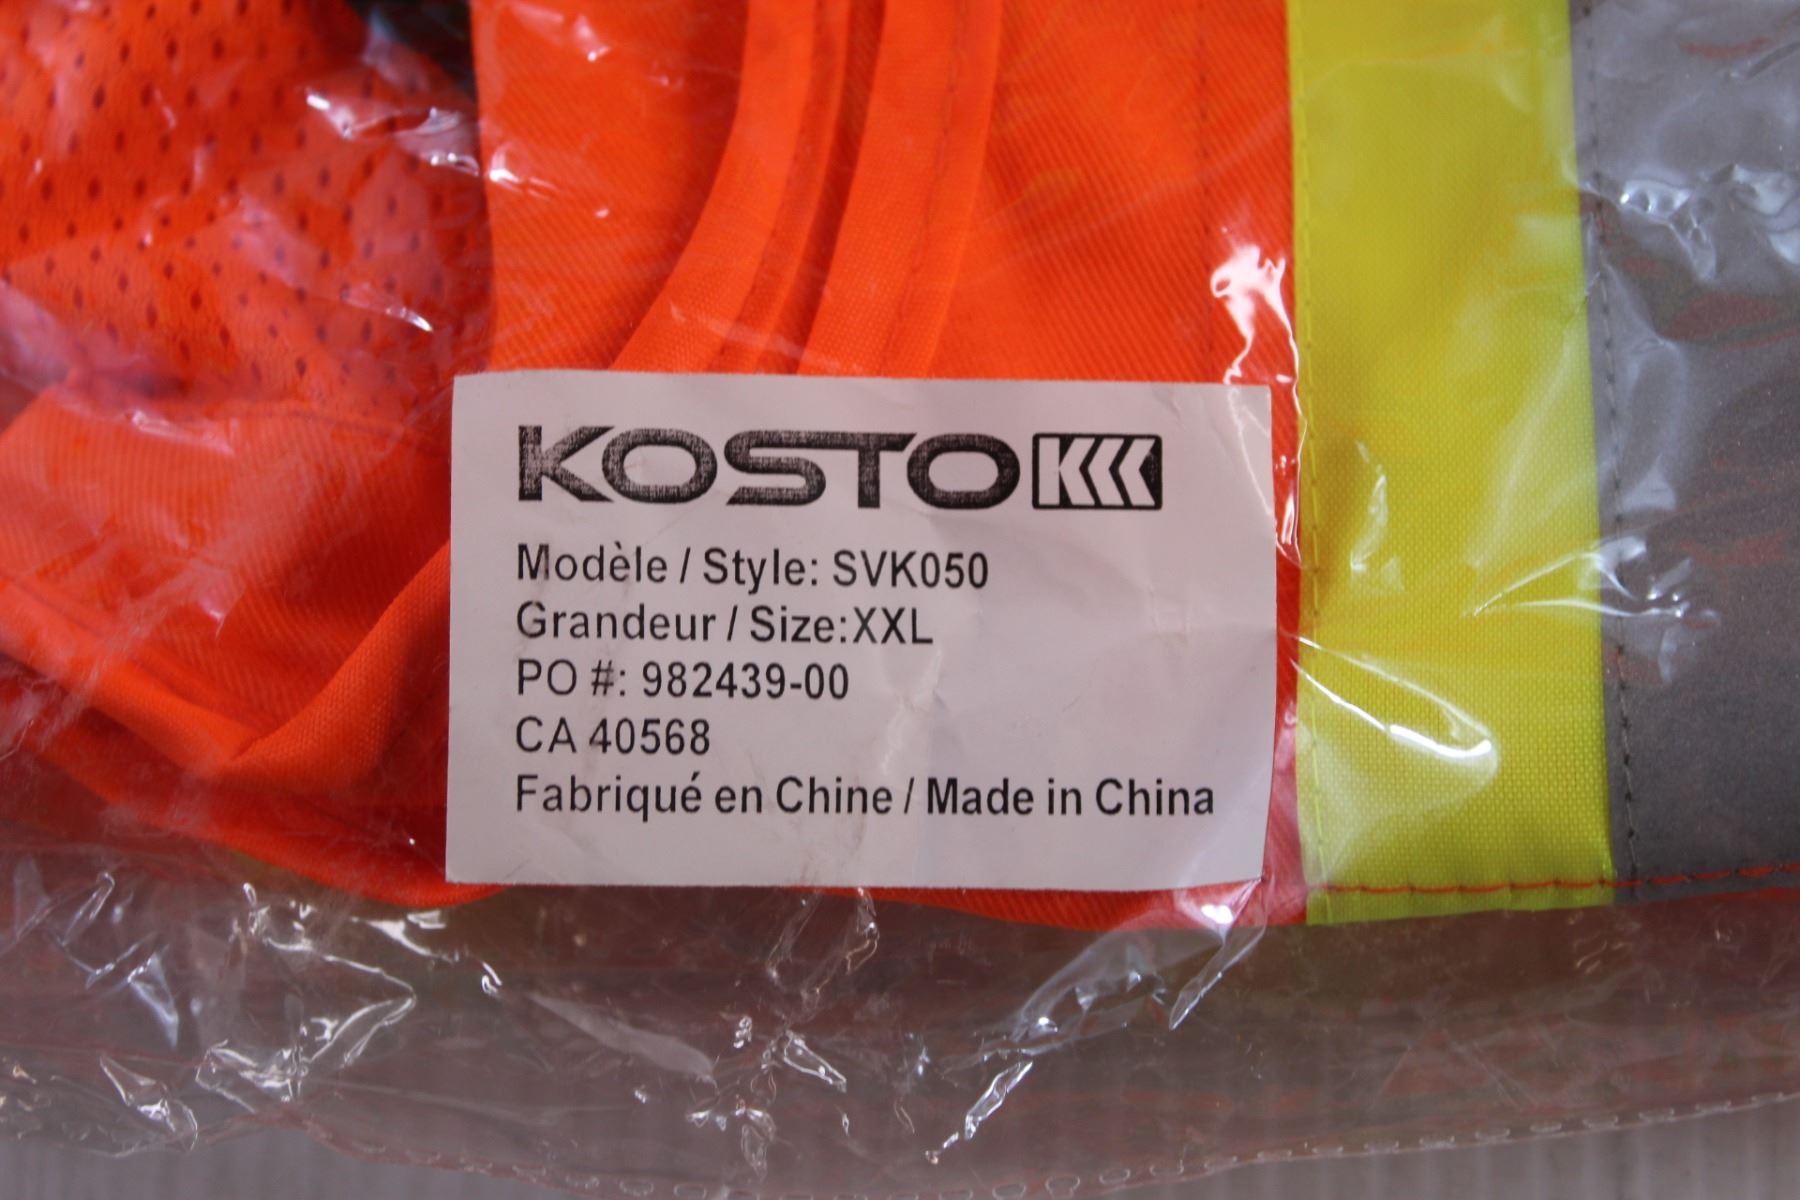 KOSTO K
Modèle / Style: SVK050
Grandeur / Size:XXL
PO #: 982439-00
CA 40568
Fabriqué en Chine / Made in China